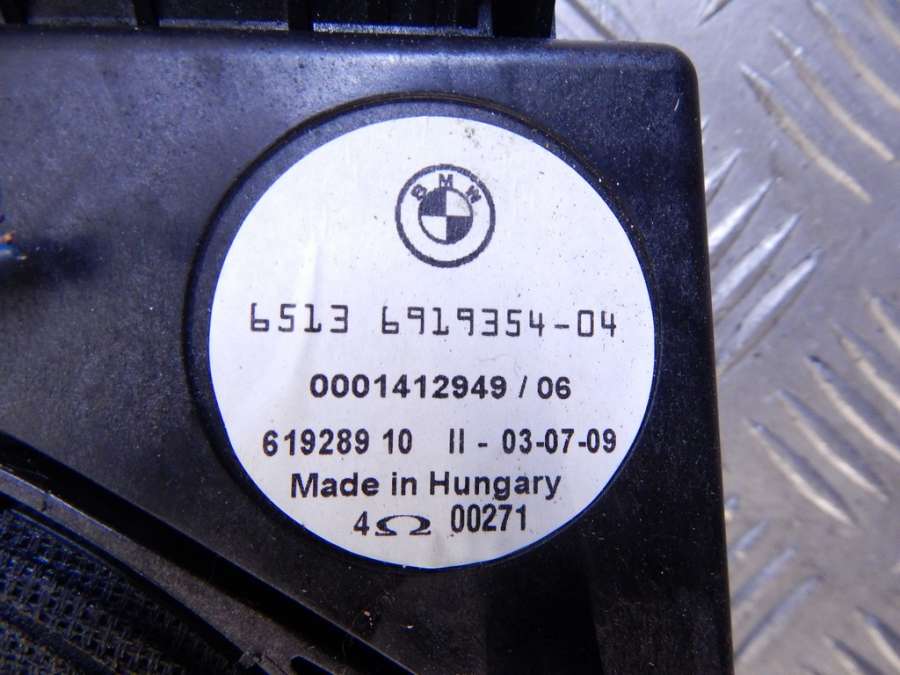 BMW
6513 6919354-04
0001412949 / 06
619289 10 II - 03-07-09
Made in Hungary
4Ω 00271